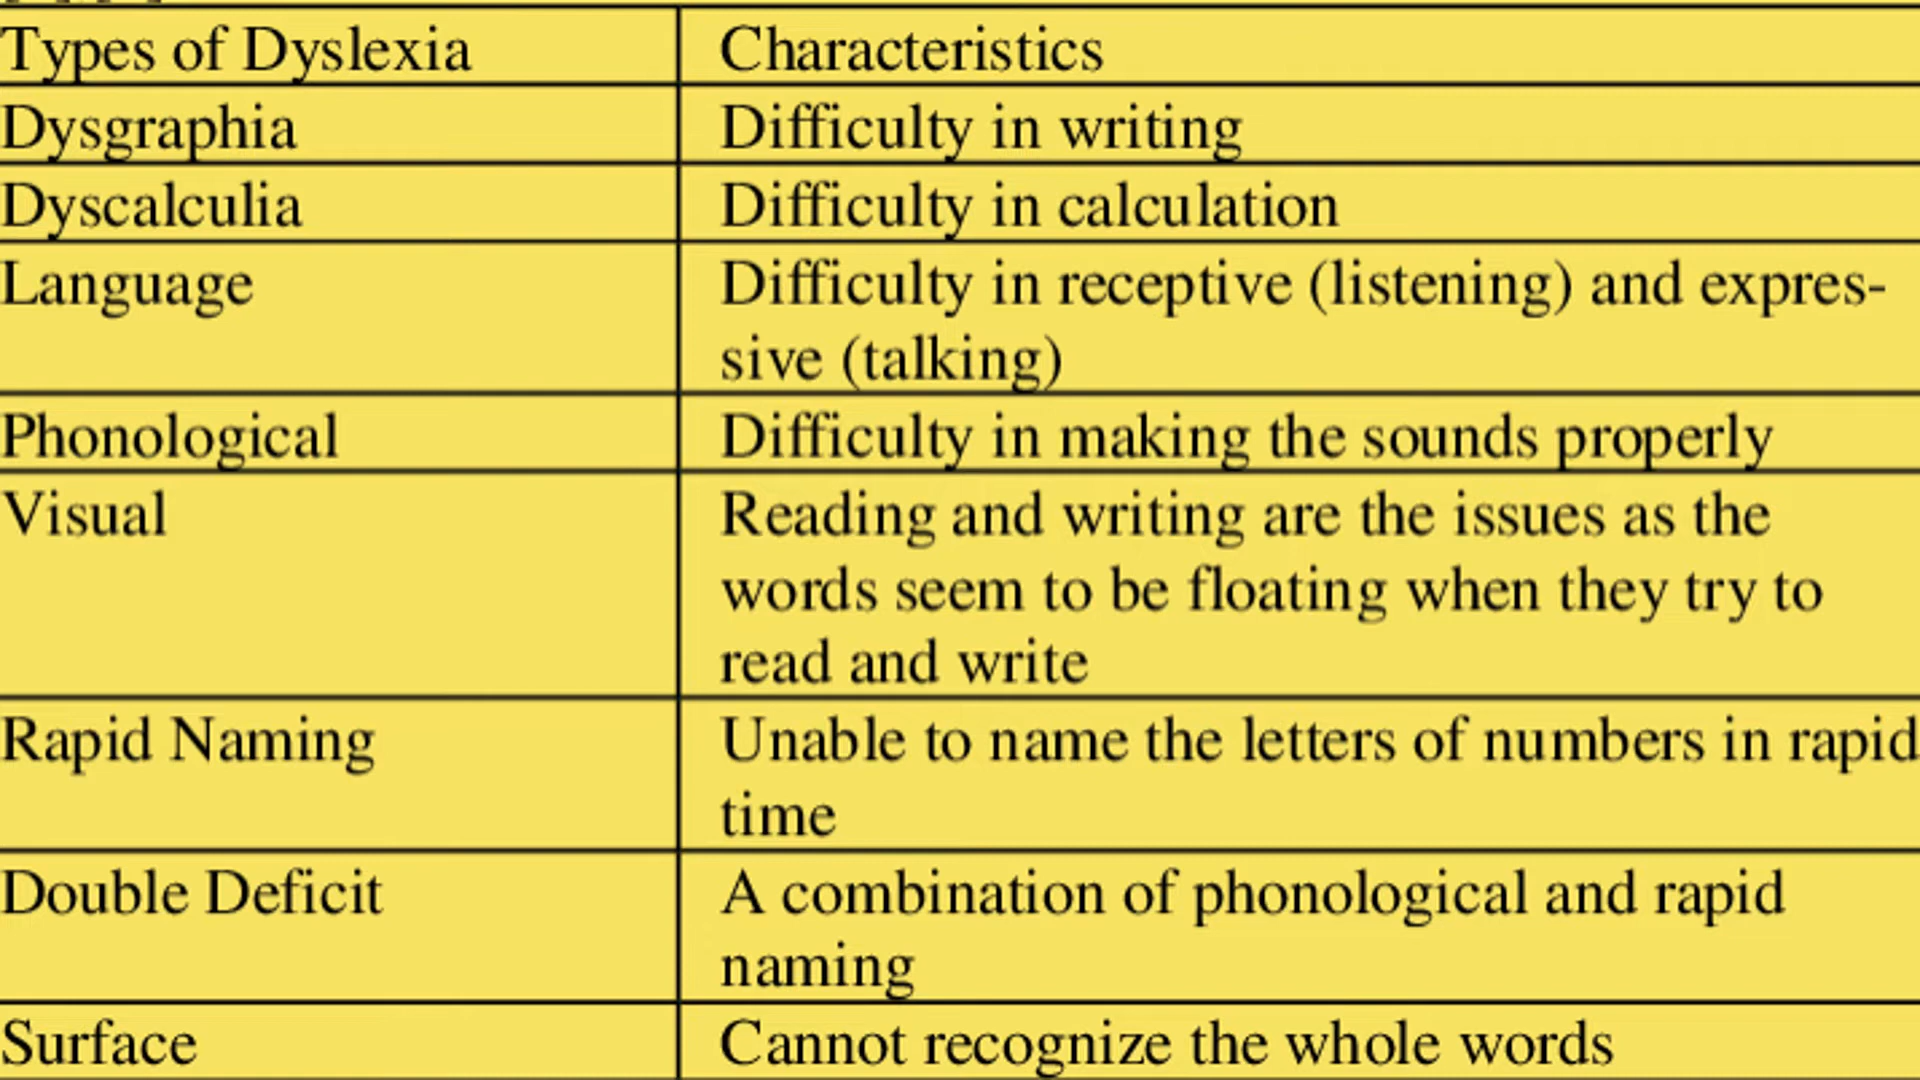 Types of Dyslexia
Characteristics
Dysgraphia
Difficulty in writing
Dyscalculia
Difficulty in calculation
Language
Difficulty in receptive (listening) and expres-
sive (talking)
Phonological
Difficulty in making the sounds properly
Visual
Reading and writing are the issues as the
words seem to be floating when they try to
read and write
Rapid Naming
Unable to name the letters of numbers in rapid
time
Double Deficit
A combination of phonological and rapid
naming
Surface
Cannot recognize the whole words